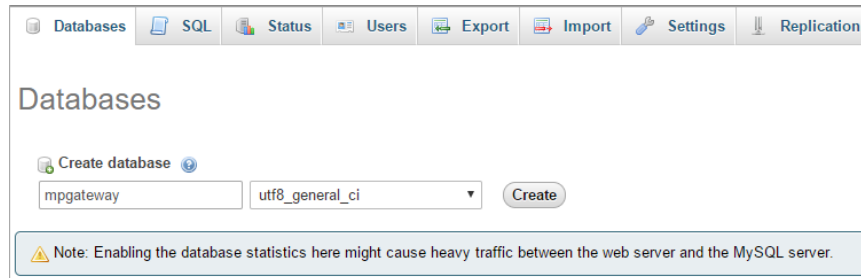 Databases SQL Status Users Export Import Settings Replication
Databases
Create database
mpgateway utf8_general_ci Create
Note: Enabling the database statistics here might cause heavy traffic between the web server and the MySQL server.